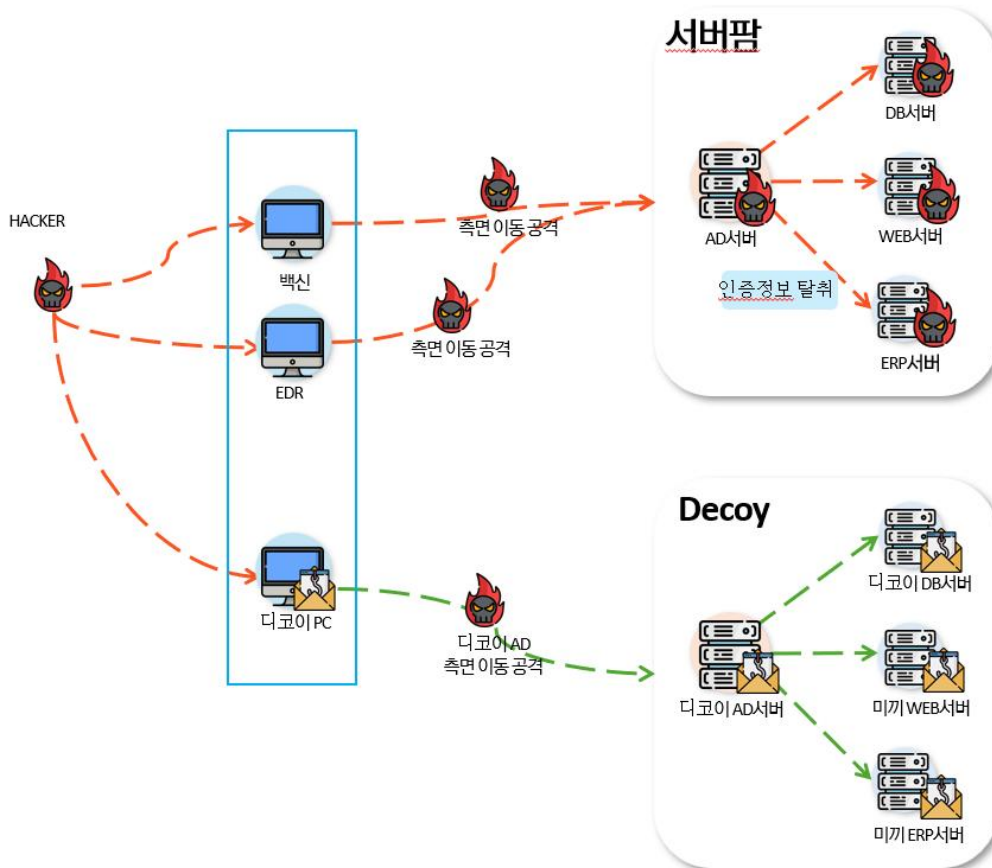 서버팜
DB서버
HACKER
측면 이동 공격
AD서버
WEB서버
백신
인증정보 탈취
측면 이동 공격
ERP서버
EDR
Decoy
디코이 DB서버
디코이 PC
디코이 AD
측면 이동 공격
디코이 AD서버
미끼 WEB서버
미끼 ERP서버